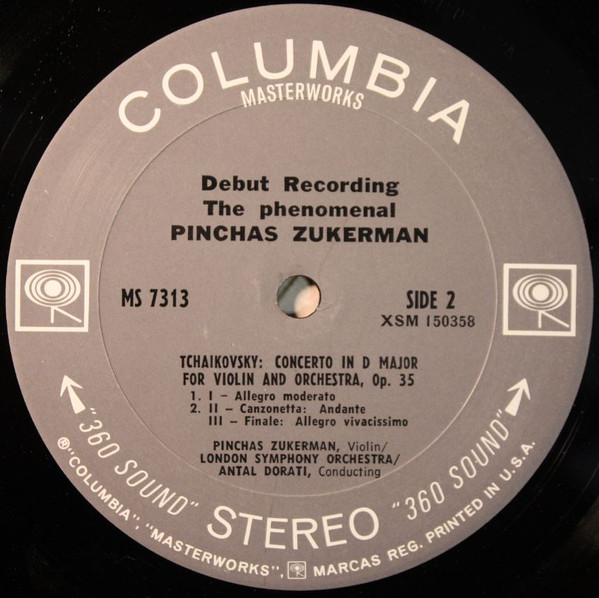 COLUMBIA
MASTERWORKS
Debut Recording
The phenomenal
PINCHAS ZUKERMAN
MS 7313
SIDE 2
XSM 150358
TCHAIKOVSKY: CONCERTO IN D MAJOR
FOR VIOLIN AND ORCHESTRA, Op. 35
1. I - Allegro moderato
2. II - Canzonetta: Andante
III - Finale: Allegro vivacissimo
PINCHAS ZUKERMAN, Violin/
LONDON SYMPHONY ORCHESTRA/
ANTAL DORATI, Conducting
"360 SOUND" STEREO "360 SOUND"
®"COLUMBIA", "MASTERWORKS", MARCAS REG. PRINTED IN U.S.A.